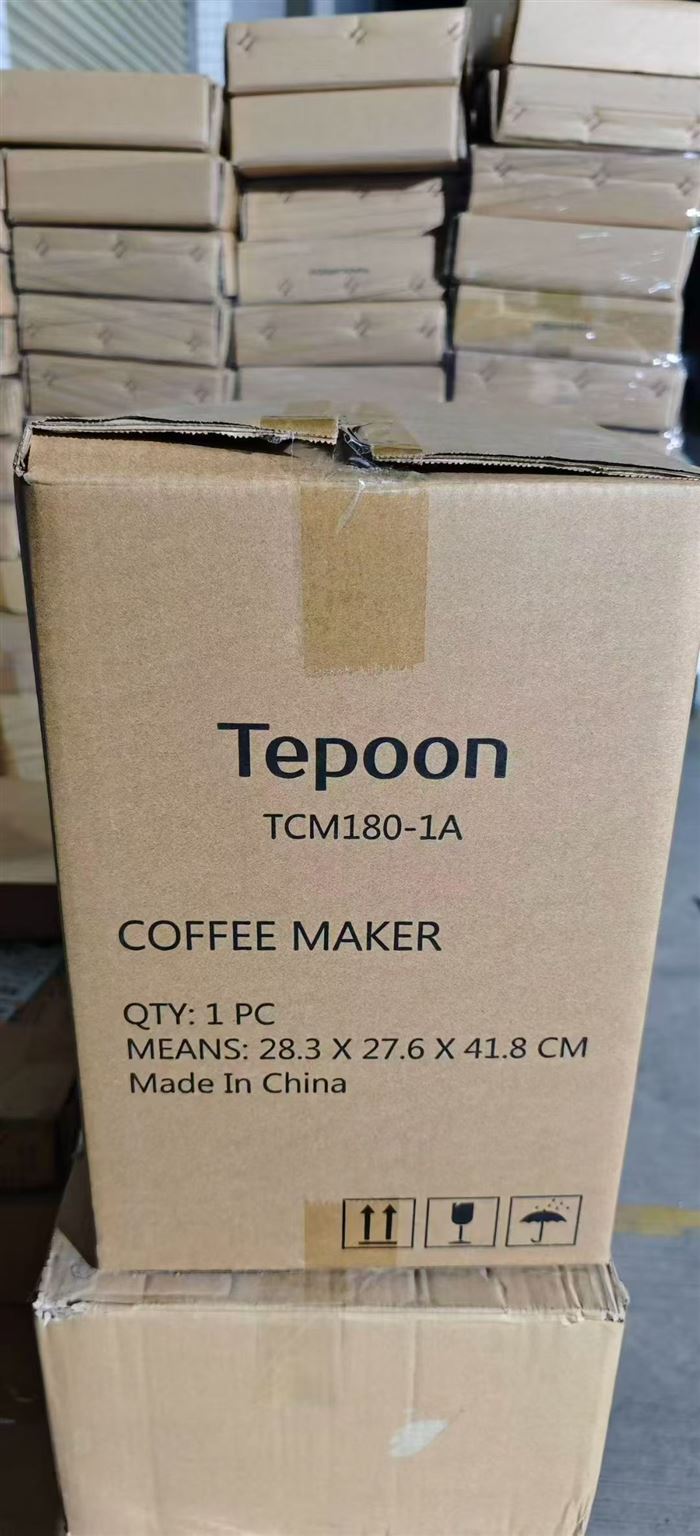 Tepoon
TCM180-1A
COFFEE MAKER
QTY: 1 PC
MEANS: 28.3 X 27.6 X 41.8 CM
Made In China